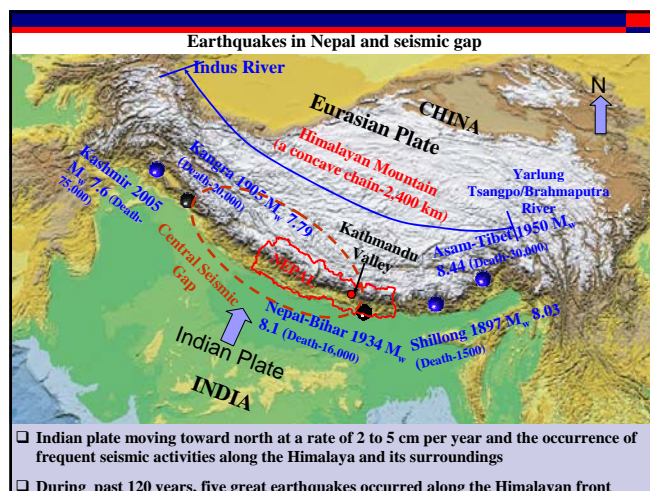 Earthquakes in Nepal and seismic gap
Indus River
N
CHINA
Eurasian Plate
Himalayan Mountain
(a concave chain-2,400 km)
Yarlung
Tsangpo/Brahmaputra
River
Kashmir 2005
Mw 7.6 (Death-
75,000)
Kangra 1905 Mw 7.79
(Death-20,000)
Kathmandu
Valley
Asam-Tibet 1950 Mw
8.44 (Death-30,000)
Central Seismic
Gap
NEPAL
Nepal-Bihar 1934 Mw
8.1 (Death-16,000)
Shillong 1897 Mw 8.03
(Death-1500)
Indian Plate
INDIA
❑ Indian plate moving toward north at a rate of 2 to 5 cm per year and the occurrence of
frequent seismic activities along the Himalaya and its surroundings
❑ During past 120 years, five great earthquakes occurred along the Himalayan front